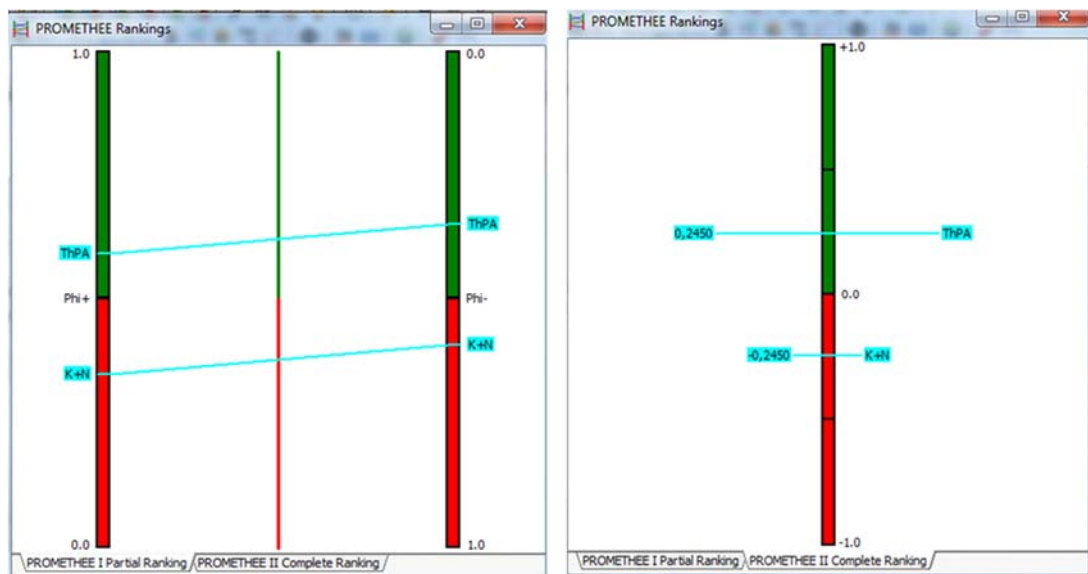 PROMETHEE Rankings
1.0
0.0
ThPA
ThPA
Phi+
Phi-
K+N
K+N
0.0
1.0
PROMETHEE I Partial Ranking
PROMETHEE II Complete Ranking
PROMETHEE Rankings
+1.0
0,2450
ThPA
0.0
-0,2450
K+N
-1.0
PROMETHEE I Partial Ranking
PROMETHEE II Complete Ranking